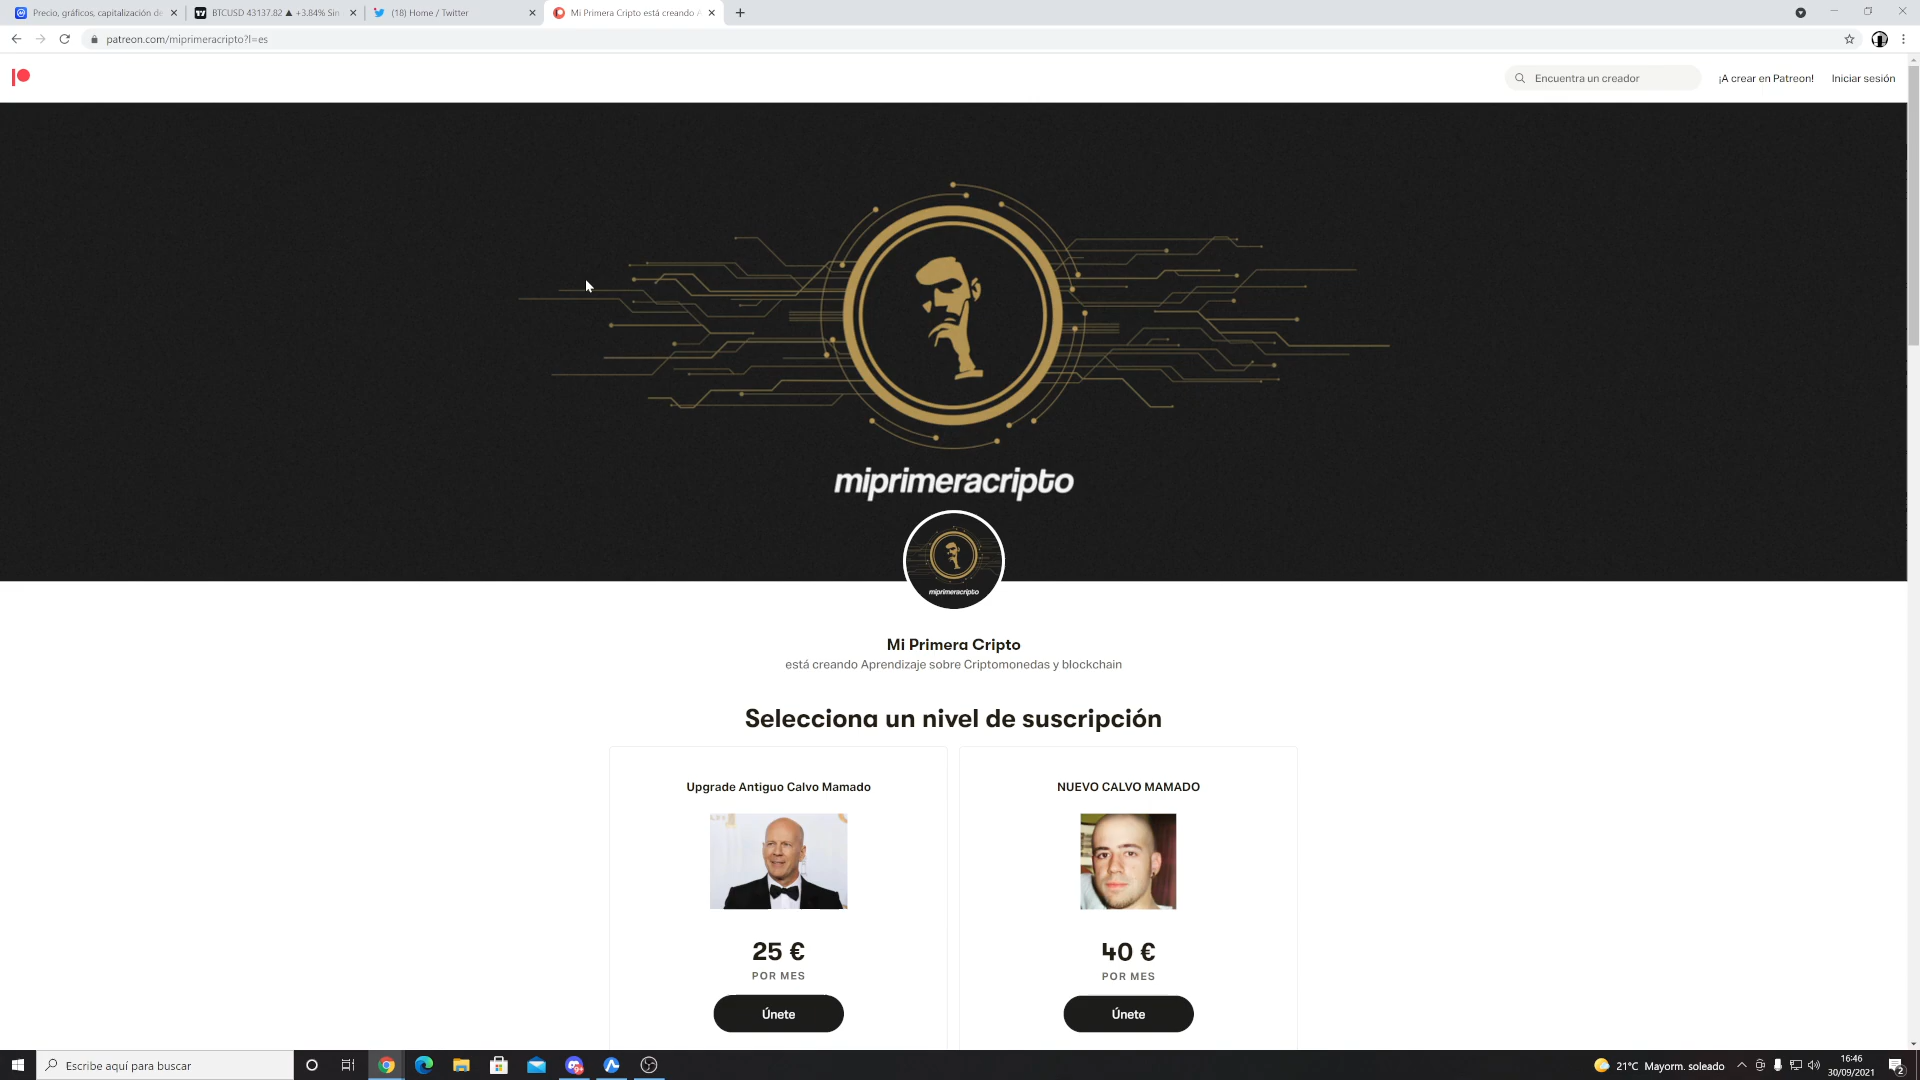 Precio, gráficos, capitalización de
BTCUSD 43137.82 ▲ +3.84% Sin
(18) Home / Twitter
Mi Primera Cripto está creando A
patreon.com/miprimeracripto?l=es
Encuentra un creador
¡A crear en Patreon!
Iniciar sesión
miprimeracripto
miprimeracripto
Mi Primera Cripto
está creando Aprendizaje sobre Criptomonedas y blockchain
Selecciona un nivel de suscripción
Upgrade Antiguo Calvo Mamado
NUEVO CALVO MAMADO
25 €
POR MES
Únete
40 €
POR MES
Únete
Escribe aquí para buscar
9+
21°C Mayorm. soleado
16:46
30/09/2021
2